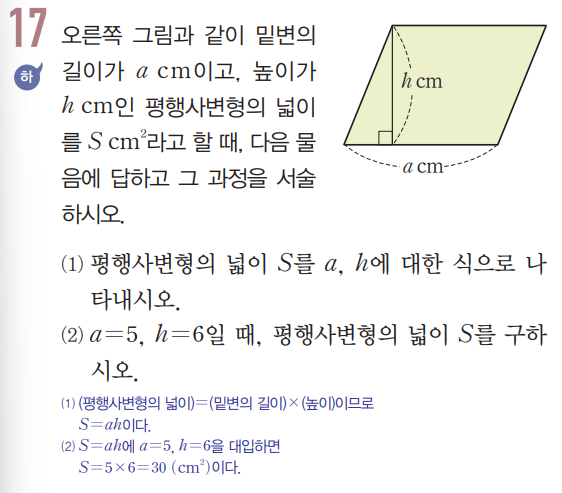 17
하
오른쪽 그림과 같이 밑변의
길이가 a cm이고, 높이가
h cm인 평행사변형의 넓이
를 S cm²라고 할 때, 다음 물
음에 답하고 그 과정을 서술
하시오.
h cm
a cm
(1) 평행사변형의 넓이 S를 a, h에 대한 식으로 나
타내시오.
(2) a=5, h=6일 때, 평행사변형의 넓이 S를 구하
시오.
(1) (평행사변형의 넓이)=(밑변의 길이)×(높이)이므로
S=ah이다.
(2) S=ah에 a=5, h=6을 대입하면
S=5×6=30 (cm²)이다.